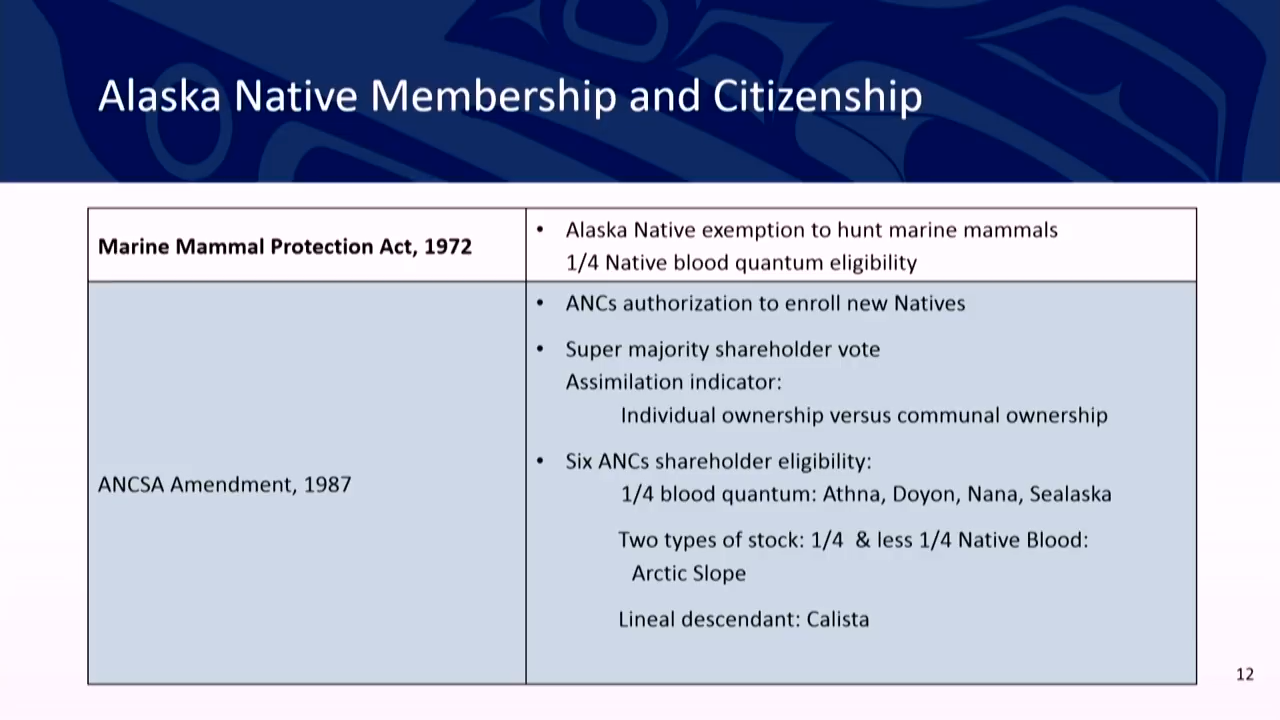 Alaska Native Membership and Citizenship
Marine Mammal Protection Act, 1972
• Alaska Native exemption to hunt marine mammals
1/4 Native blood quantum eligibility
ANCSA Amendment, 1987
• ANCs authorization to enroll new Natives
• Super majority shareholder vote
Assimilation indicator:
Individual ownership versus communal ownership
• Six ANCs shareholder eligibility:
1/4 blood quantum: Athna, Doyon, Nana, Sealaska
Two types of stock: 1/4 & less 1/4 Native Blood:
Arctic Slope
Lineal descendant: Calista
12